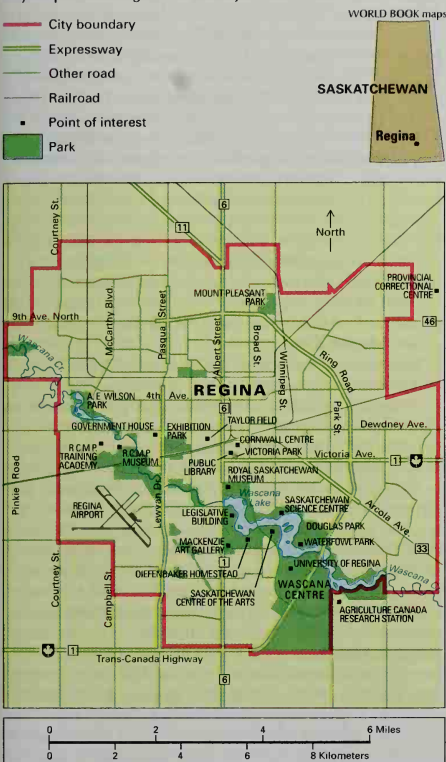 City boundary
Expressway
Other road
Railroad
Point of interest
Park
WORLD BOOK maps
SASKATCHEWAN
Regina
North
Courtney St.
11
6
PROVINCIAL
CORRECTIONAL
CENTRE
46
MOUNT PLEASANT
PARK
9th Ave. North
McCarthy Blvd.
Pasqua Street
Albert Street
Broad St.
Winnipeg St.
Ring Road
Wascana Cr.
A. E. WILSON
PARK
4th Ave.
REGINA
6
Park St.
GOVERNMENT HOUSE
EXHIBITION
PARK
TAYLOR FIELD
Dewdney Ave.
R.C.M.P.
TRAINING
ACADEMY
R.C.M.P.
MUSEUM
PUBLIC
LIBRARY
CORNWALL CENTRE
VICTORIA PARK
Victoria Ave.
1
Pinkie Road
Lewvan Dr.
ROYAL SASKATCHEWAN
MUSEUM
Wascana
Lake
Arcola Ave.
REGINA
AIRPORT
LEGISLATIVE
BUILDING
SASKATCHEWAN
SCIENCE CENTRE
DOUGLAS PARK
MACKENZIE
ART GALLERY
WATERFOWL PARK
33
DIEFENBAKER HOMESTEAD
1
UNIVERSITY OF REGINA
WASCANA
CENTRE
Wascana Cr.
Courtney St.
Campbell St.
SASKATCHEWAN
CENTRE OF THE ARTS
AGRICULTURE CANADA
RESEARCH STATION
1
Trans-Canada Highway
6
0 2 4 6 Miles
0 2 4 6 8 Kilometers